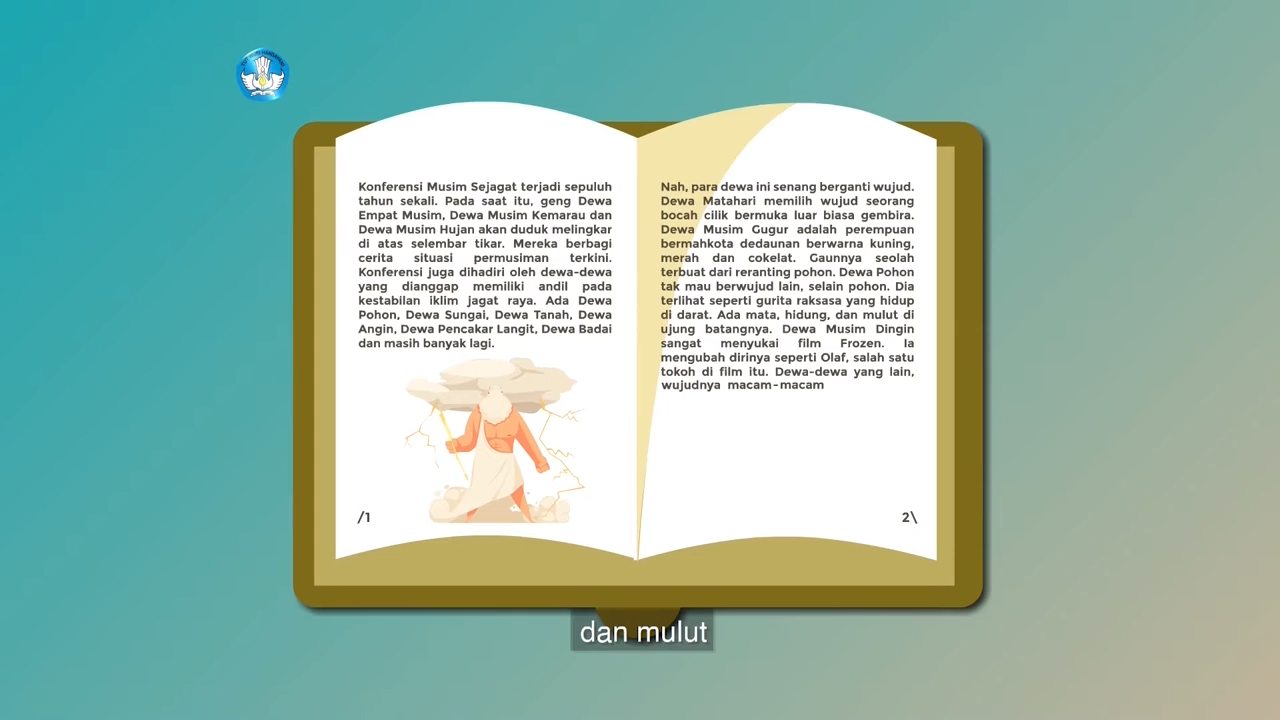 Konferensi Musim Sejagat terjadi sepuluh
tahun sekali. Pada saat itu, geng Dewa
Empat Musim, Dewa Musim Kemarau dan
Dewa Musim Hujan akan duduk melingkar
di atas selembar tikar. Mereka berbagi
cerita situasi permusiman terkini.
Konferensi juga dihadiri oleh dewa-dewa
yang dianggap memiliki andil pada
kestabilan iklim jagat raya. Ada Dewa
Pohon, Dewa Sungai, Dewa Tanah, Dewa
Angin, Dewa Pencakar Langit, Dewa Badai
dan masih banyak lagi.
/1
Nah, para dewa ini senang berganti wujud.
Dewa Matahari memilih wujud seorang
bocah cilik bermuka luar biasa gembira.
Dewa Musim Gugur adalah perempuan
bermahkota dedaunan berwarna kuning,
merah dan cokelat. Gaunnya seolah
terbuat dari reranting pohon. Dewa Pohon
tak mau berwujud lain, selain pohon. Dia
terlihat seperti gurita raksasa yang hidup
di darat. Ada mata, hidung, dan mulut di
ujung batangnya. Dewa Musim Dingin
sangat menyukai film Frozen. Ia
mengubah dirinya seperti Olaf, salah satu
tokoh di film itu. Dewa-dewa yang lain,
wujudnya macam-macam
2\
dan mulut